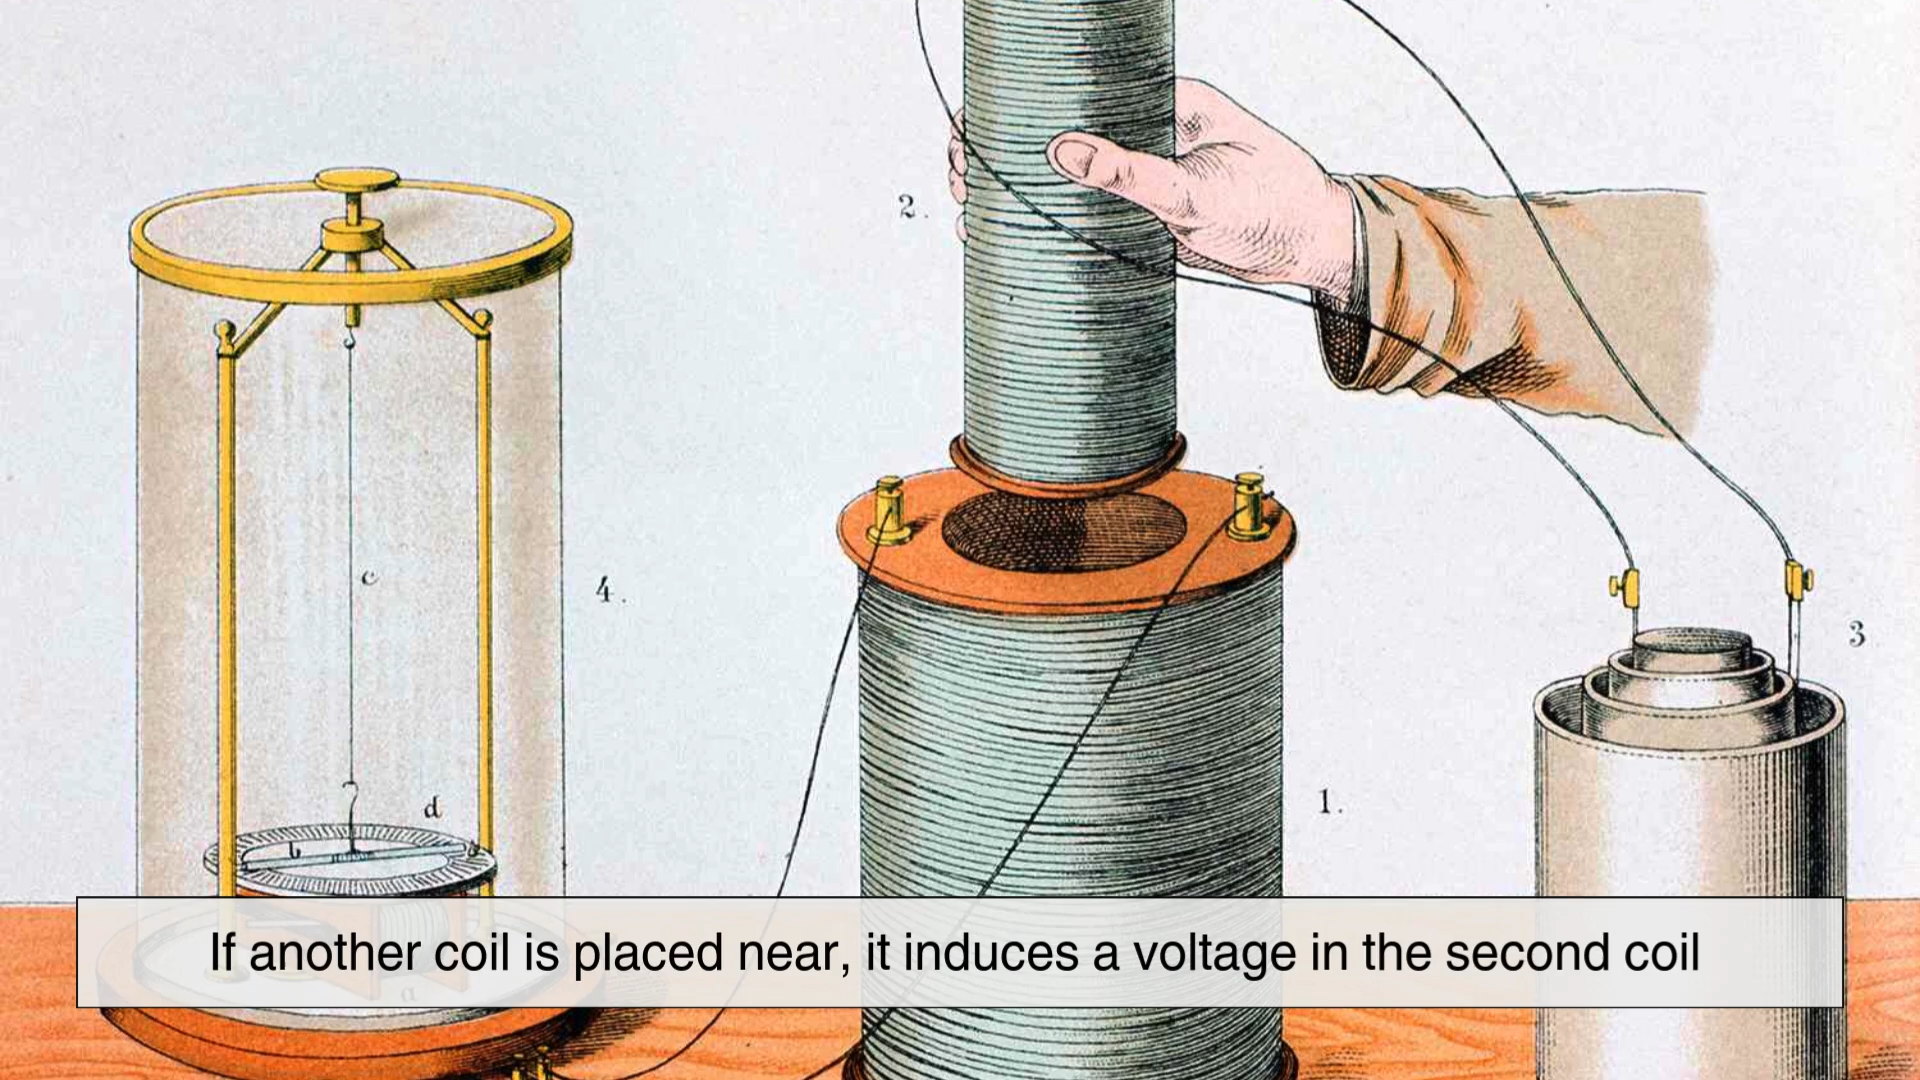 2.
c
4.
3
d
b
1.
If another coil is placed near, it induces a voltage in the second coil
a